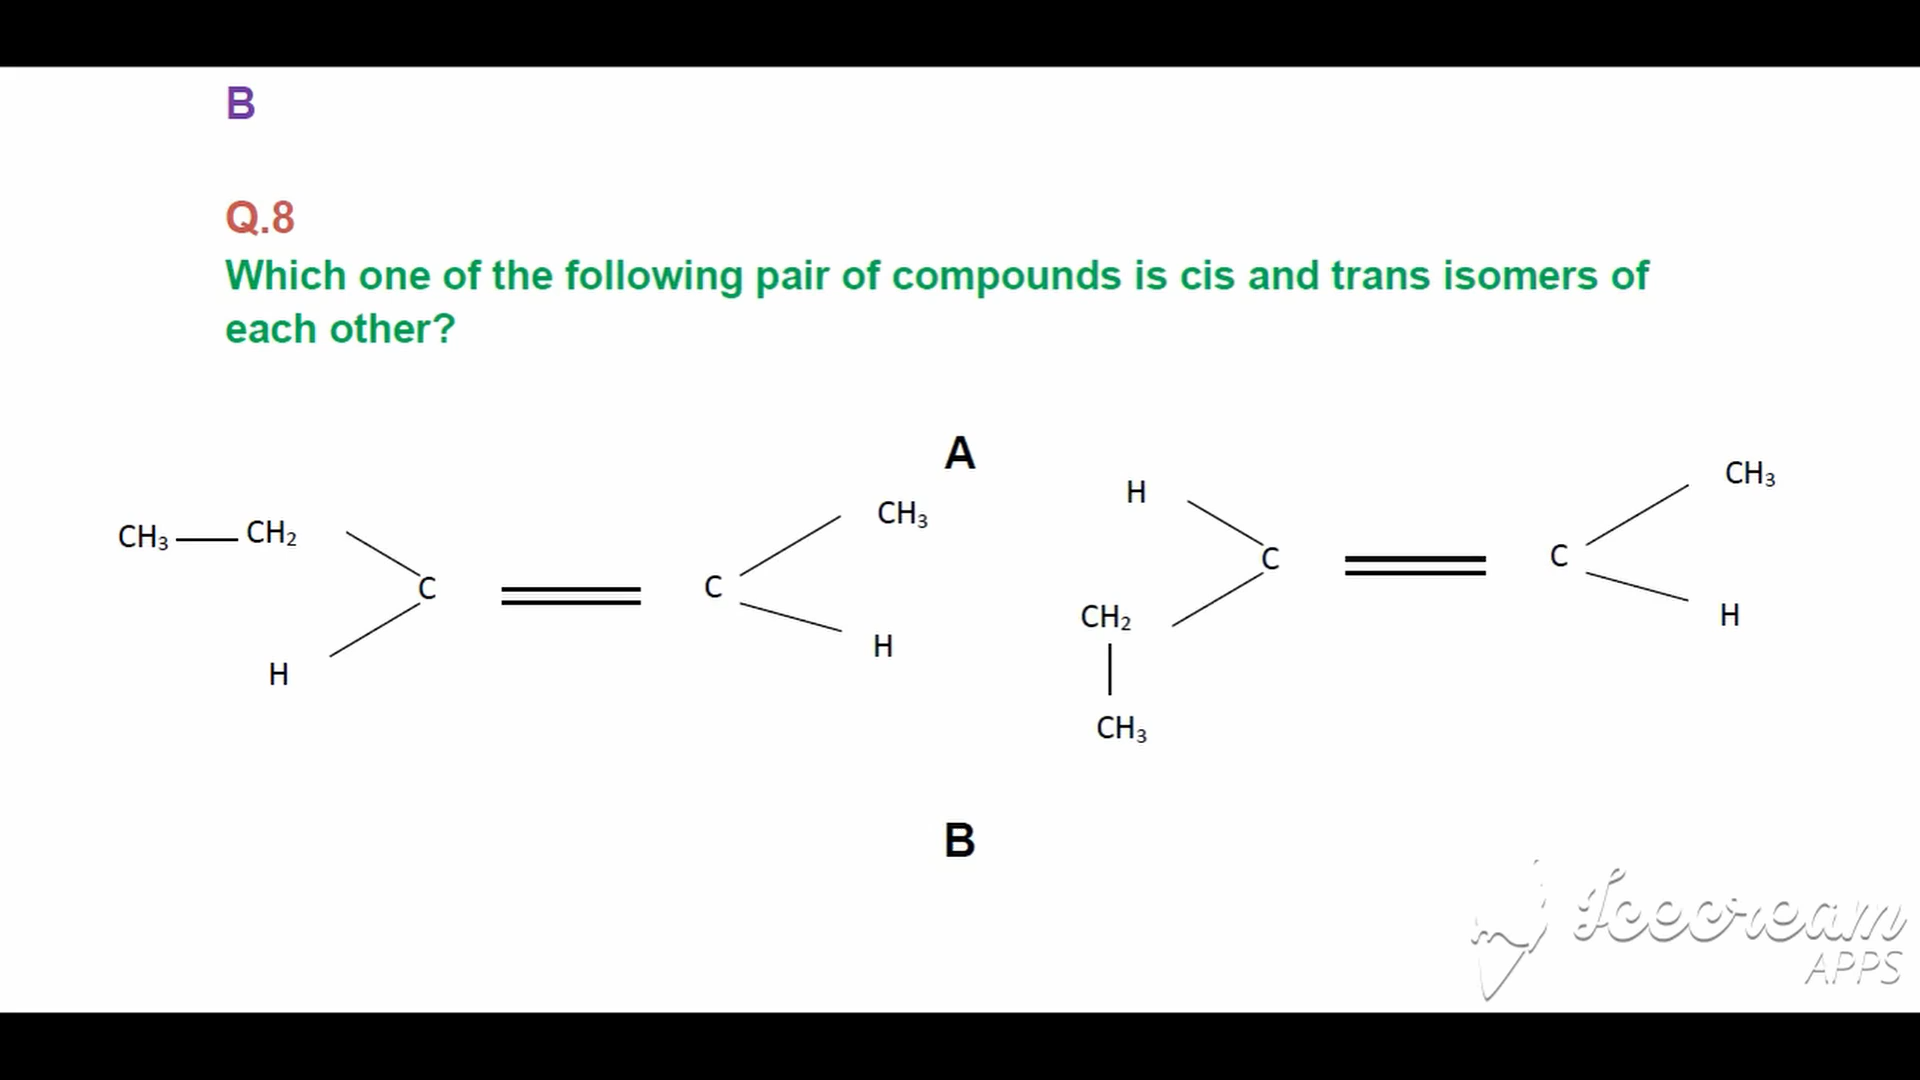 B
Q.8
Which one of the following pair of compounds is cis and trans isomers of
each other?
A
CH₃ CH₂ C C CH₃ H H
H C C CH₃ H CH₂ CH₃
B
Icecream
APPS